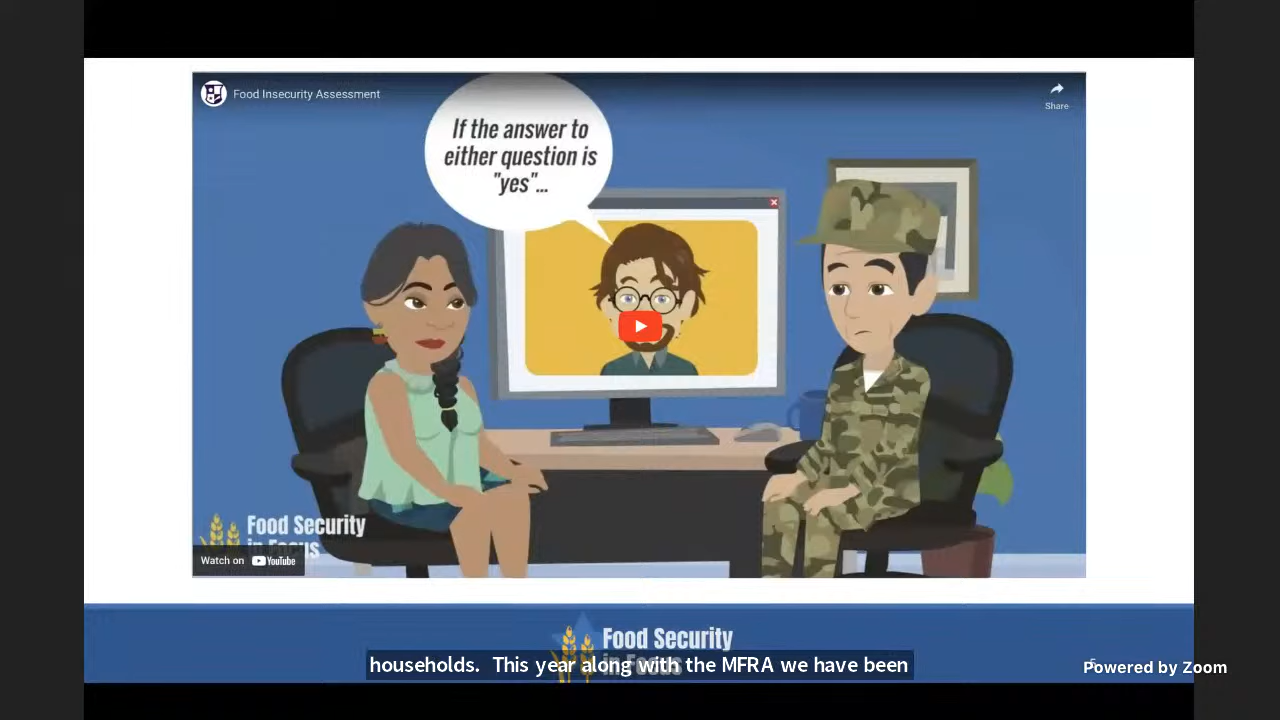 Food Insecurity Assessment
Share
If the answer to
either question is
"yes"...
Food Security
in Focus
Watch on YouTube
Food Security
in Focus
households. This year along with the MFRA we have been
Powered by Zoom